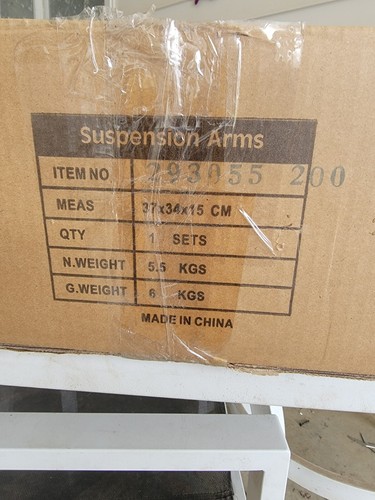 Suspension Arms
ITEM NO 293055 200
MEAS 37x34x15 CM
QTY 1 SETS
N.WEIGHT 5.5 KGS
G.WEIGHT 6 KGS
MADE IN CHINA